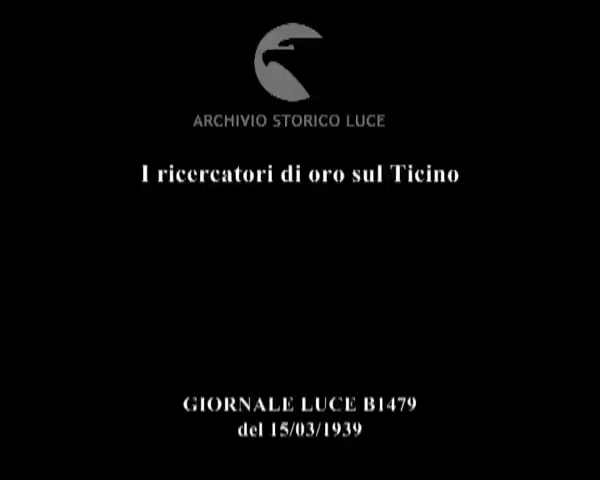 ARCHIVIO STORICO LUCE
I ricercatori di oro sul Ticino
GIORNALE LUCE B1479
del 15/03/1939